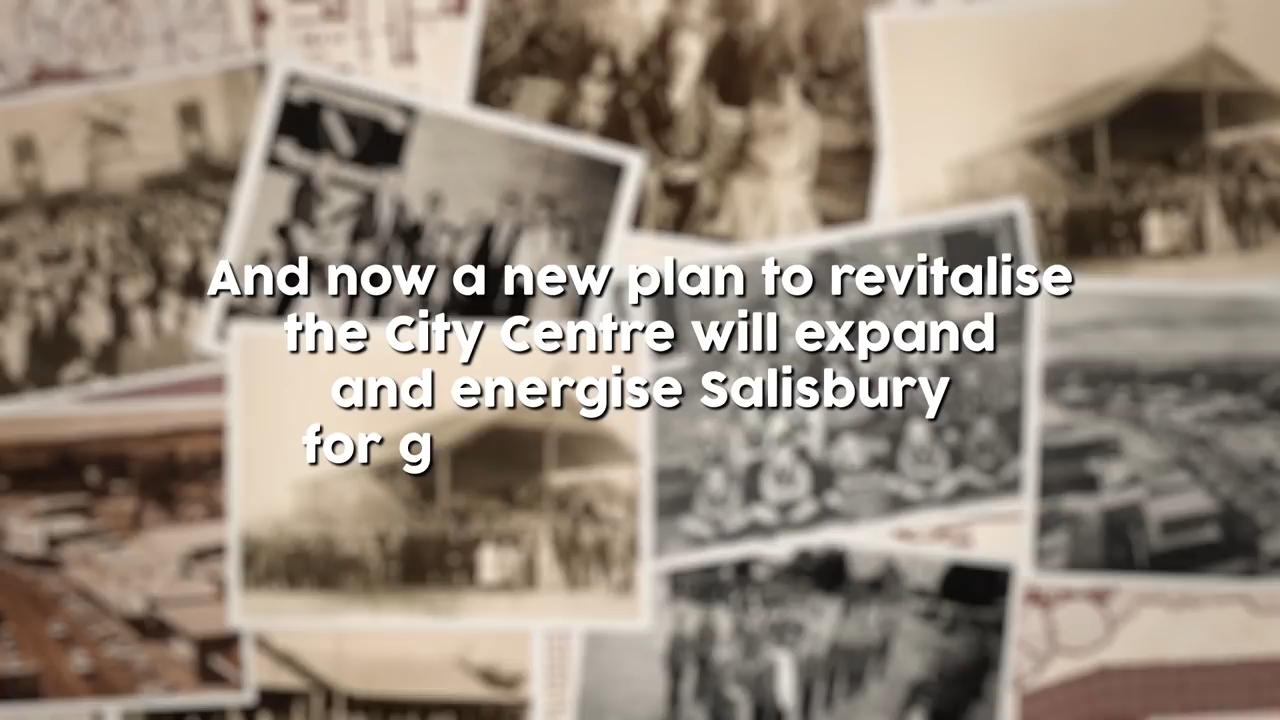 And now a new plan to revitalise
the City Centre will expand
and energise Salisbury
for g